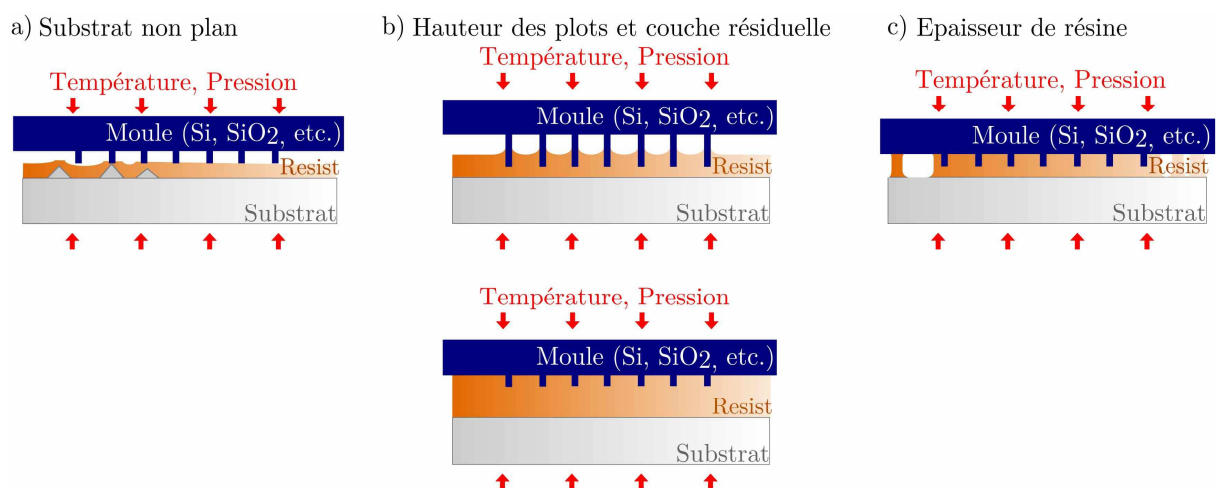 a) Substrat non plan
Température, Pression
Moule (Si, SiO2, etc.)
Resist
Substrat
b) Hauteur des plots et couche résiduelle
Température, Pression
Moule (Si, SiO2, etc.)
Resist
Substrat
Température, Pression
Moule (Si, SiO2, etc.)
Resist
Substrat
c) Epaisseur de résine
Température, Pression
Moule (Si, SiO2, etc.)
Resist
Substrat